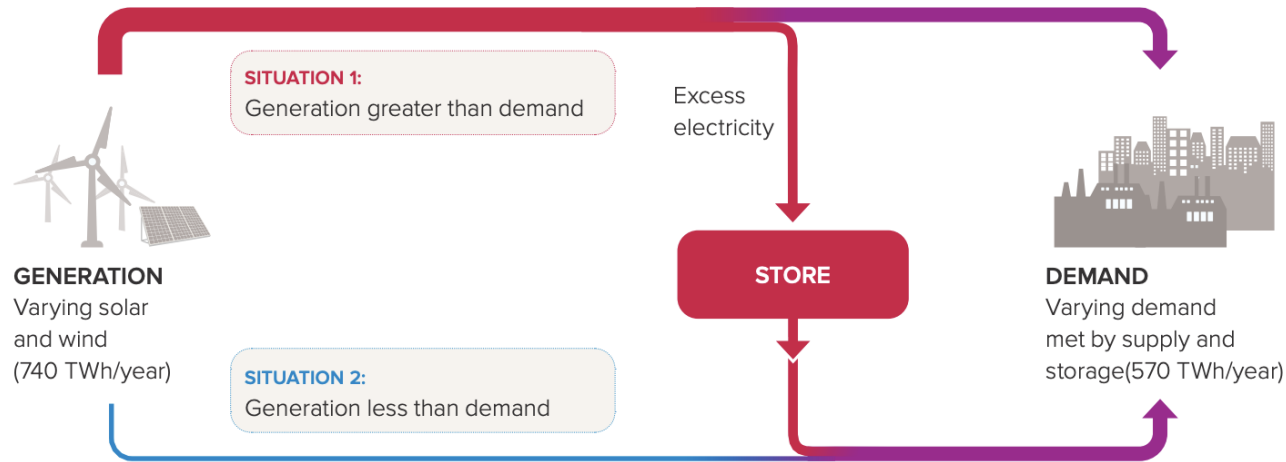 SITUATION 1:
Generation greater than demand
Excess
electricity
GENERATION
Varying solar
and wind
(740 TWh/year)
STORE
DEMAND
Varying demand
met by supply and
storage(570 TWh/year)
SITUATION 2:
Generation less than demand